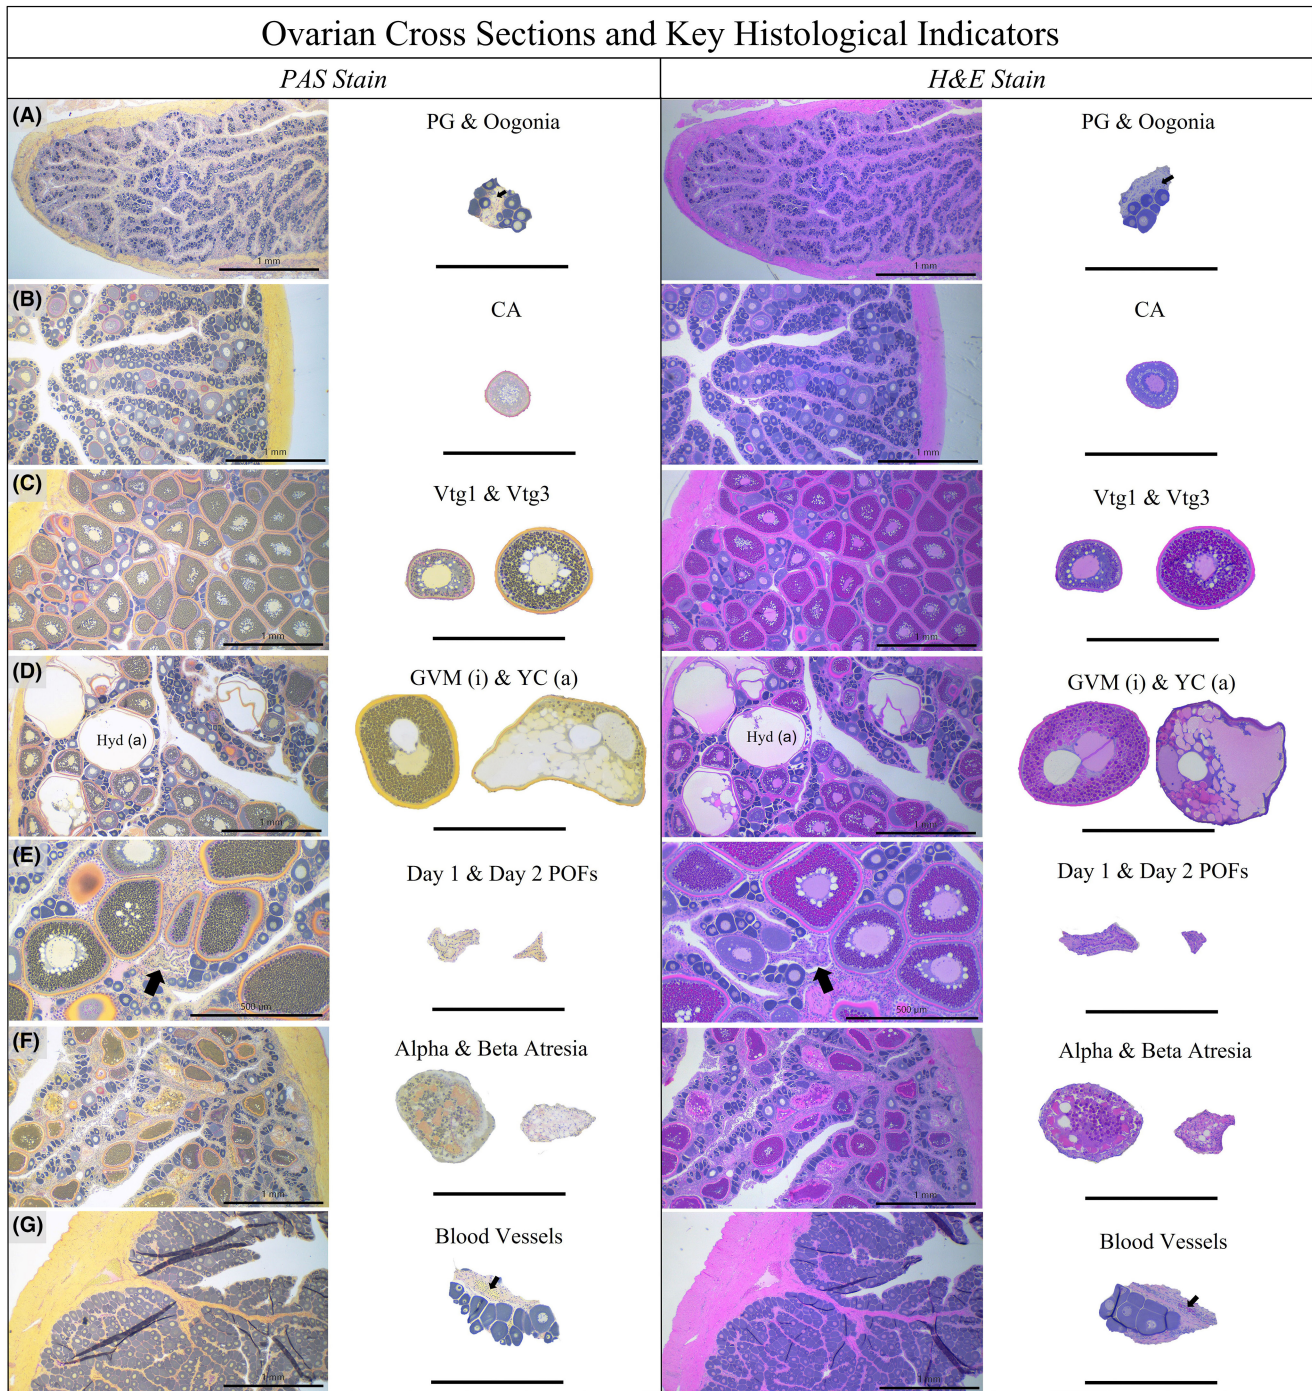 Ovarian Cross Sections and Key Histological Indicators
PAS Stain
H&E Stain
(A)
PG & Oogonia
PG & Oogonia
1 mm
1 mm
(B)
CA
CA
1 mm
1 mm
(C)
Vtg1 & Vtg3
Vtg1 & Vtg3
1 mm
1 mm
(D)
GVM (i) & YC (a)
GVM (i) & YC (a)
Hyd (a)
Hyd (a)
1 mm
1 mm
(E)
Day 1 & Day 2 POFs
Day 1 & Day 2 POFs
500 µm
500 µm
(F)
Alpha & Beta Atresia
Alpha & Beta Atresia
1 mm
1 mm
(G)
Blood Vessels
Blood Vessels
1 mm
1 mm